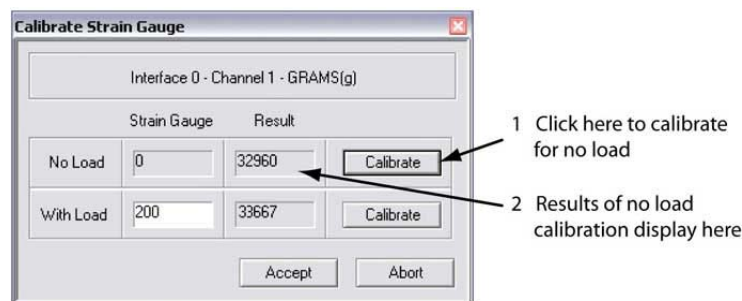 Calibrate Strain Gauge
Interface 0 - Channel 1 - GRAMS(g)
Strain Gauge Result
No Load 0 32960 Calibrate
With Load 200 33667 Calibrate
Accept Abort
1 Click here to calibrate
for no load
2 Results of no load
calibration display here